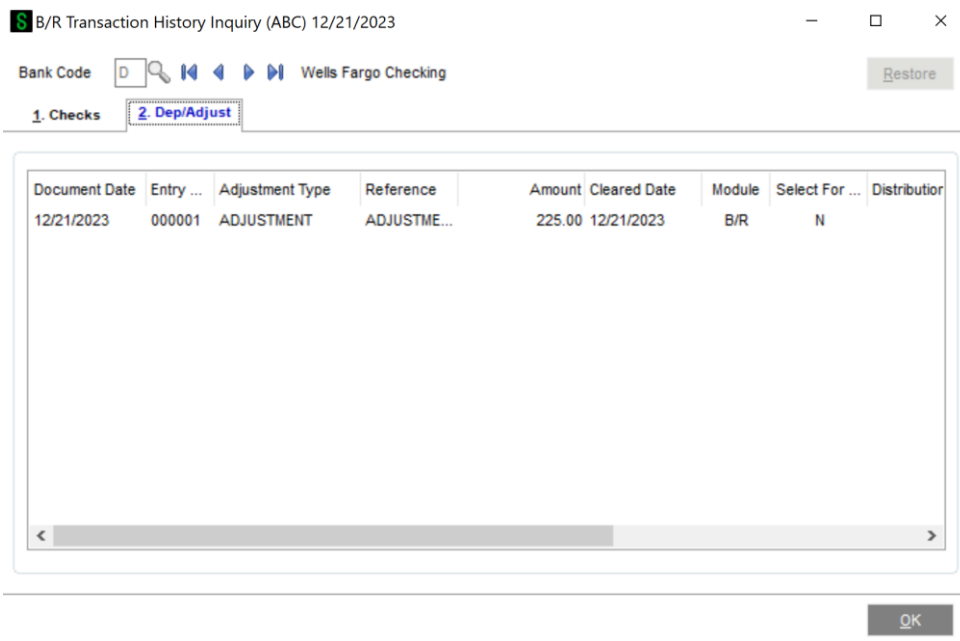 B/R Transaction History Inquiry (ABC) 12/21/2023
Bank Code D Wells Fargo Checking Restore
1. Checks 2. Dep/Adjust
Document Date Entry ... Adjustment Type Reference Amount Cleared Date Module Select For ... Distribution
12/21/2023 000001 ADJUSTMENT ADJUSTME... 225.00 12/21/2023 B/R N
OK